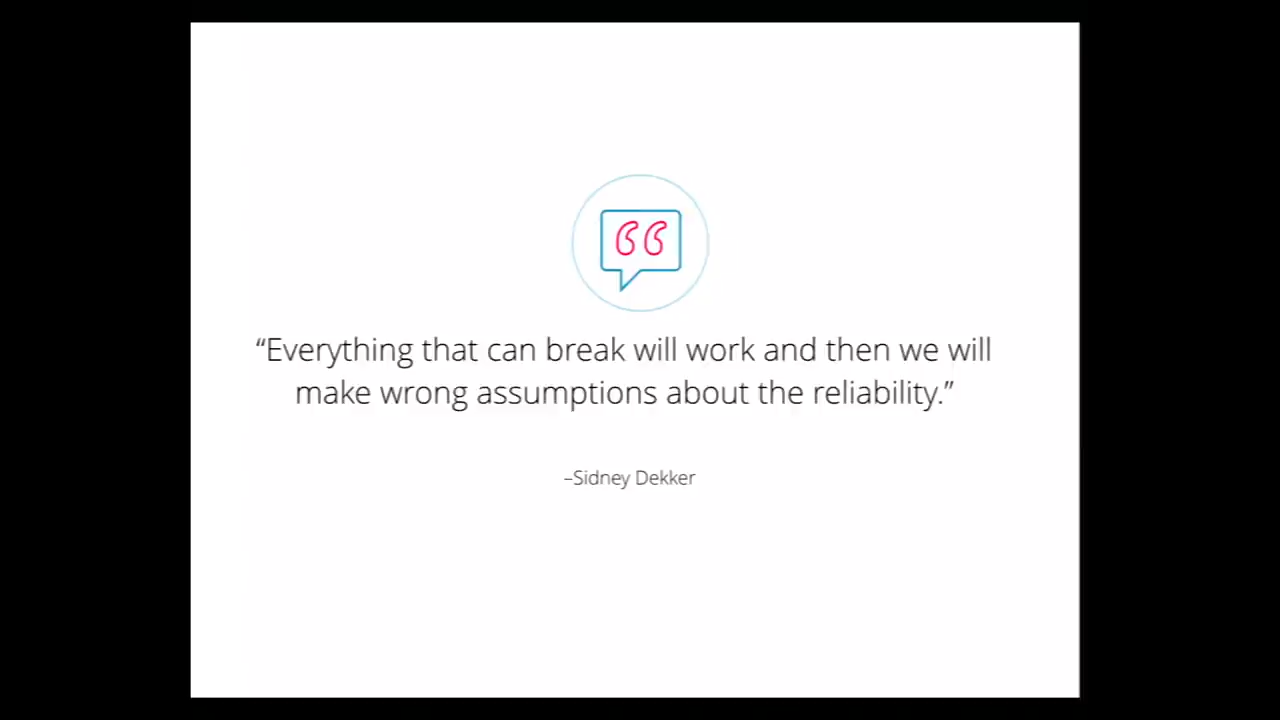 “Everything that can break will work and then we will
make wrong assumptions about the reliability.”
–Sidney Dekker